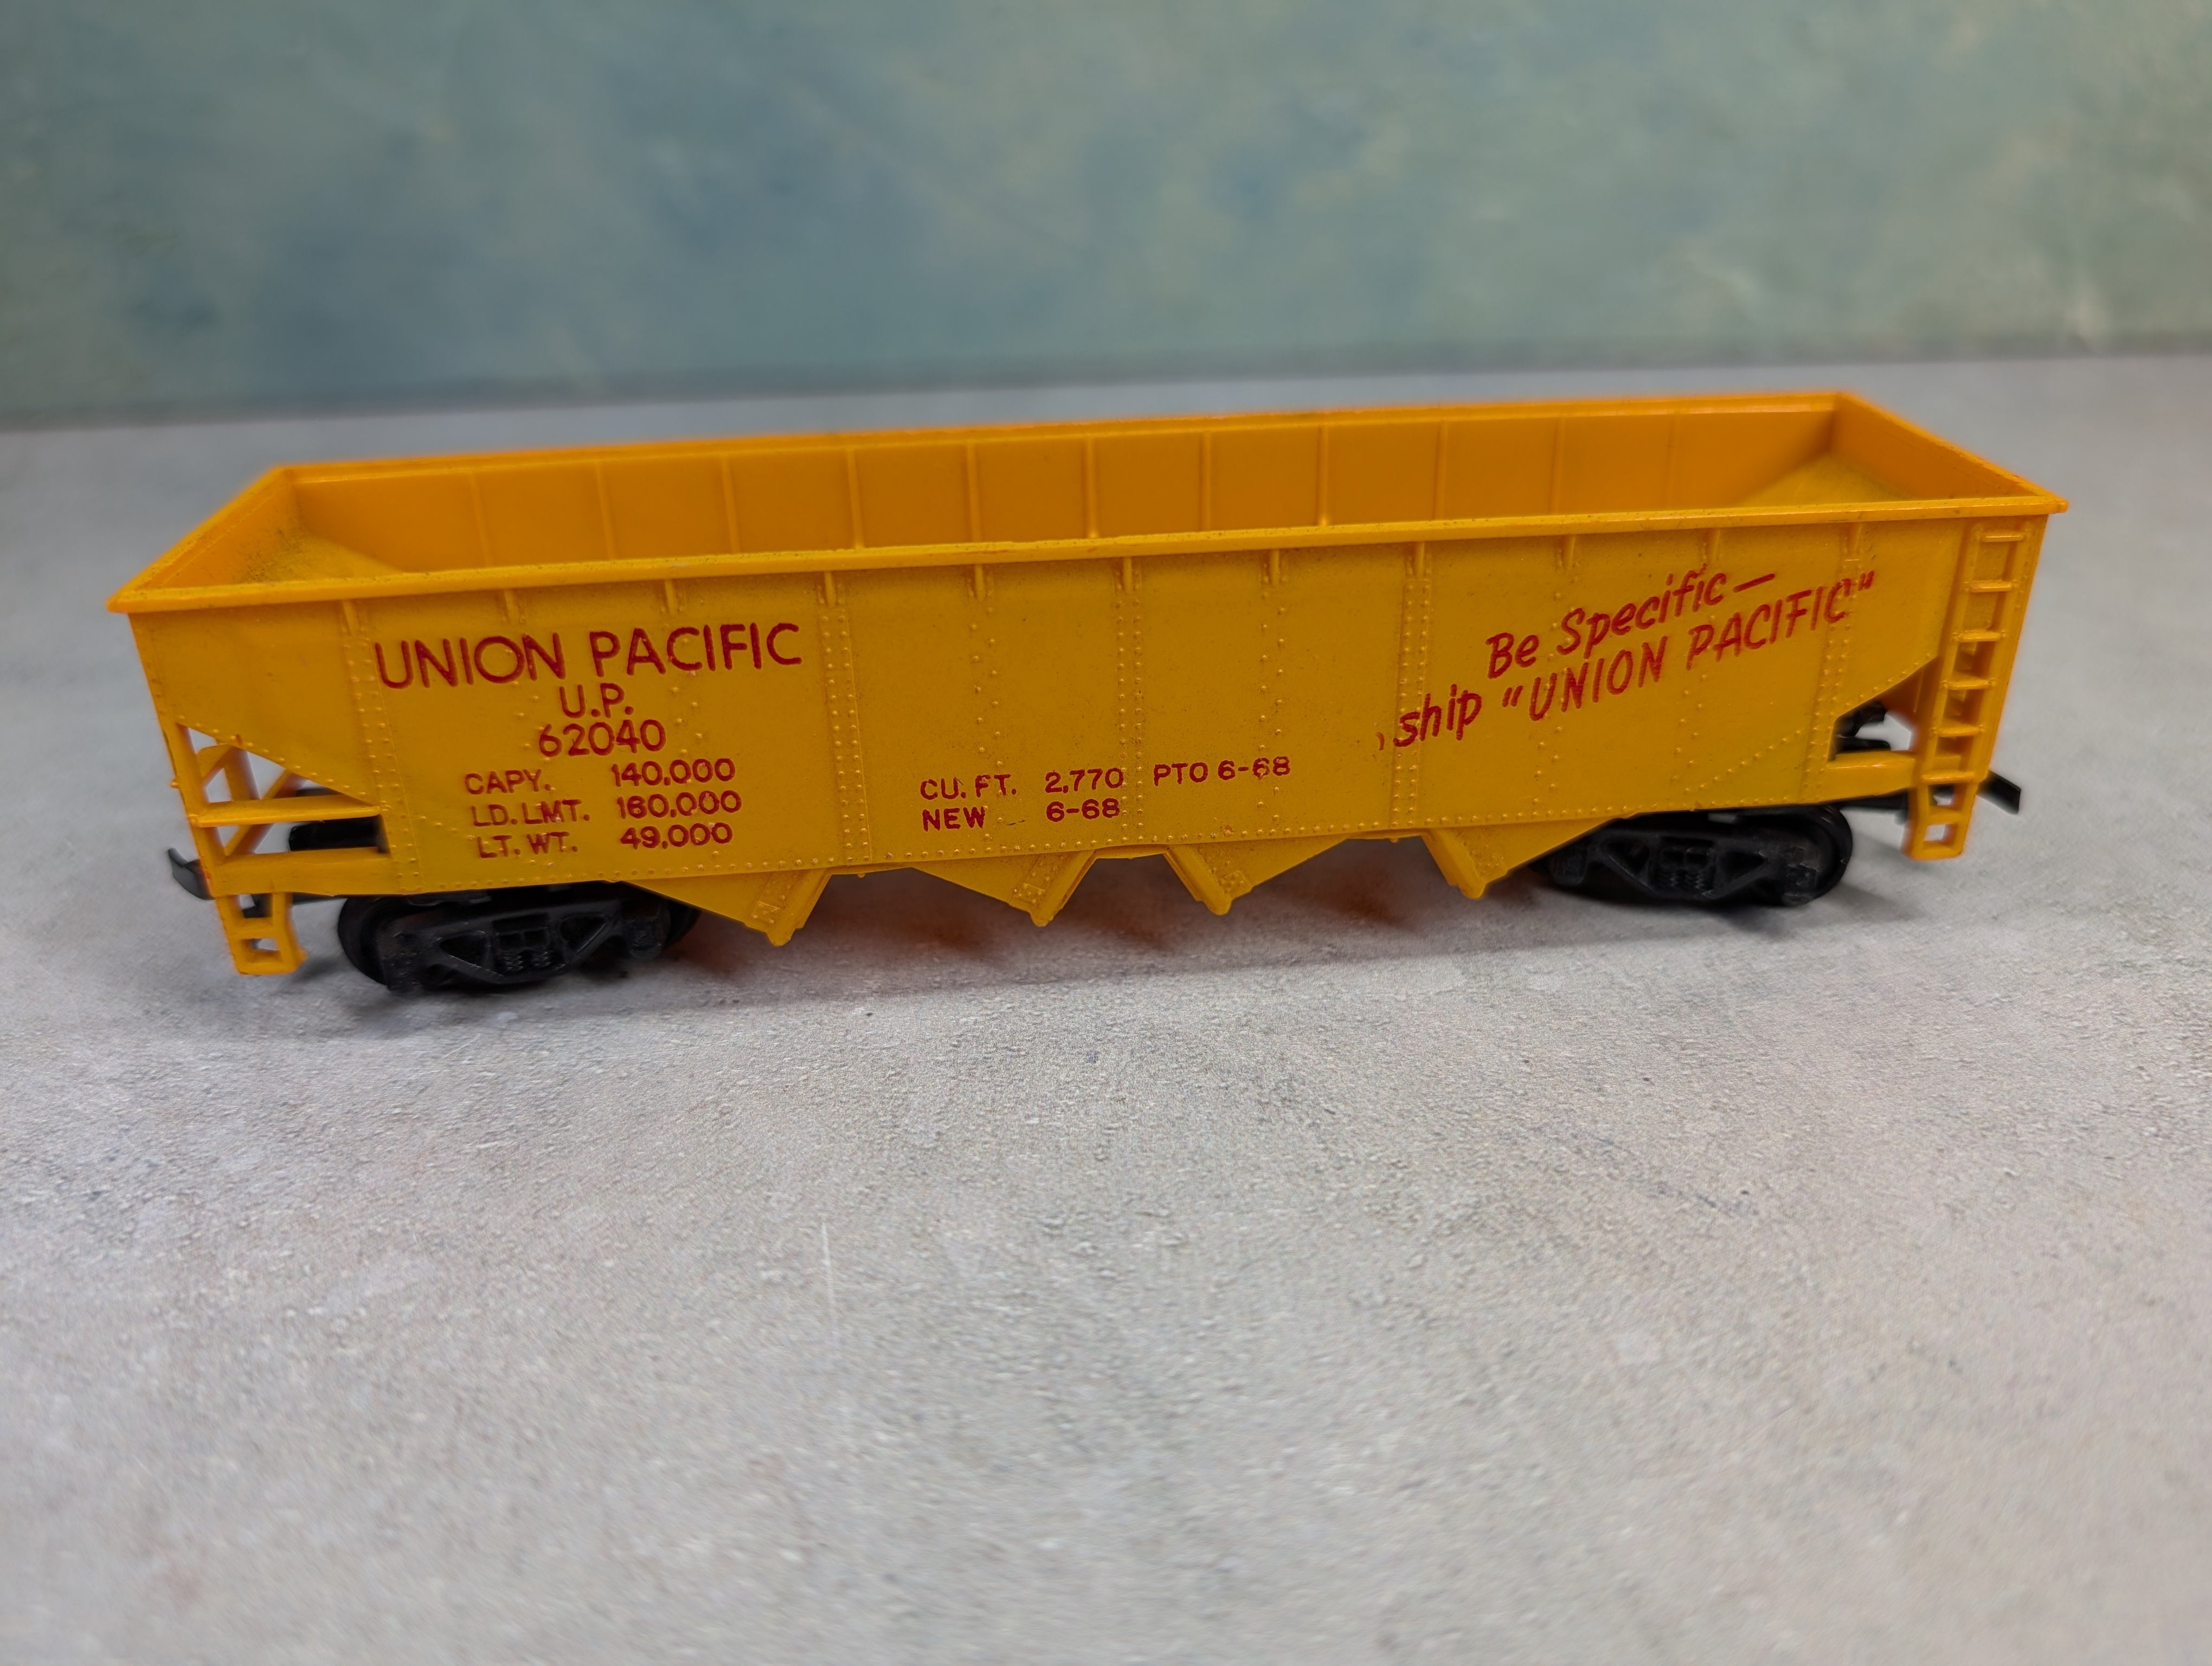 UNION PACIFIC
U.P.
62040
CAPY. 140,000
LD. LMT. 160,000
LT. WT. 49,000
CU. FT. 2,770 PTO 6-68
NEW 6-68
Be Specific—
ship "UNION PACIFIC"